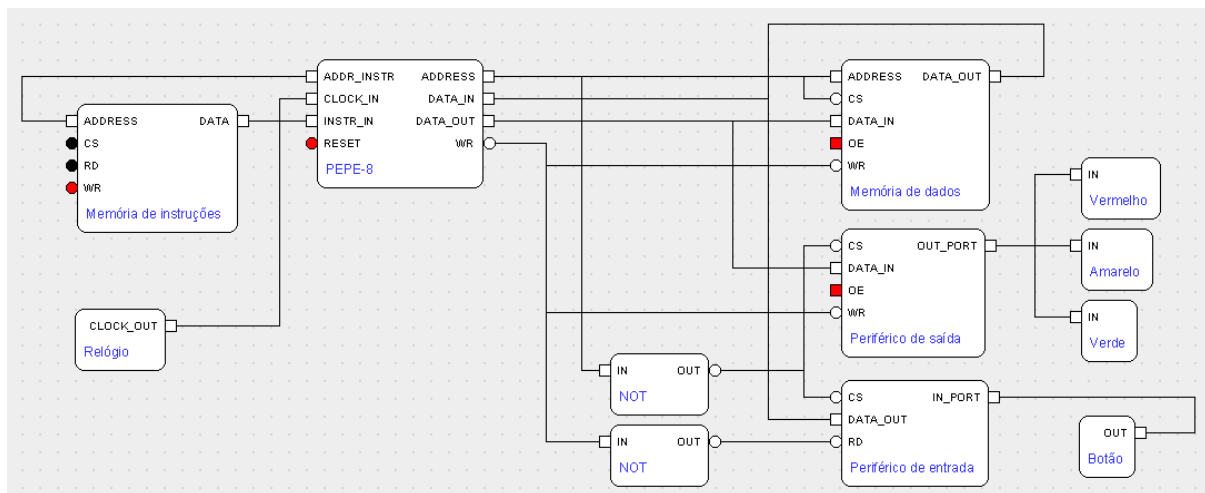 ADDRESS DATA
CS
RD
WR
Memória de instruções
CLOCK_OUT
Relógio
ADDR_INSTR ADDRESS
CLOCK_IN DATA_IN
INSTR_IN DATA_OUT
RESET WR
PEPE-8
IN OUT
NOT
IN OUT
NOT
ADDRESS DATA_OUT
CS
DATA_IN
OE
WR
Memória de dados
CS OUT_PORT
DATA_IN
OE
WR
Periférico de saída
CS IN_PORT
DATA_OUT
RD
Periférico de entrada
IN
Vermelho
IN
Amarelo
IN
Verde
OUT
Botão